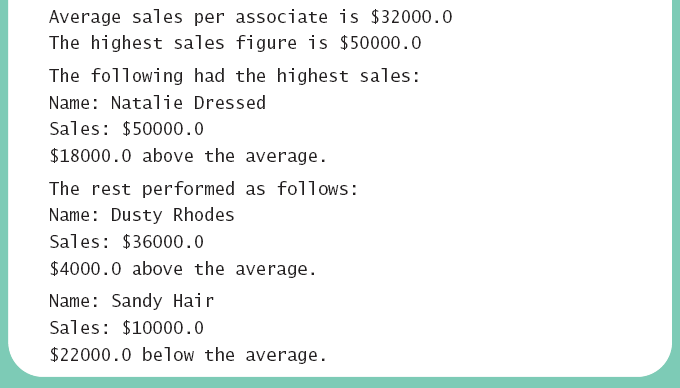 Average sales per associate is $32000.0
The highest sales figure is $50000.0
The following had the highest sales:
Name: Natalie Dressed
Sales: $50000.0
$18000.0 above the average.
The rest performed as follows:
Name: Dusty Rhodes
Sales: $36000.0
$4000.0 above the average.
Name: Sandy Hair
Sales: $10000.0
$22000.0 below the average.